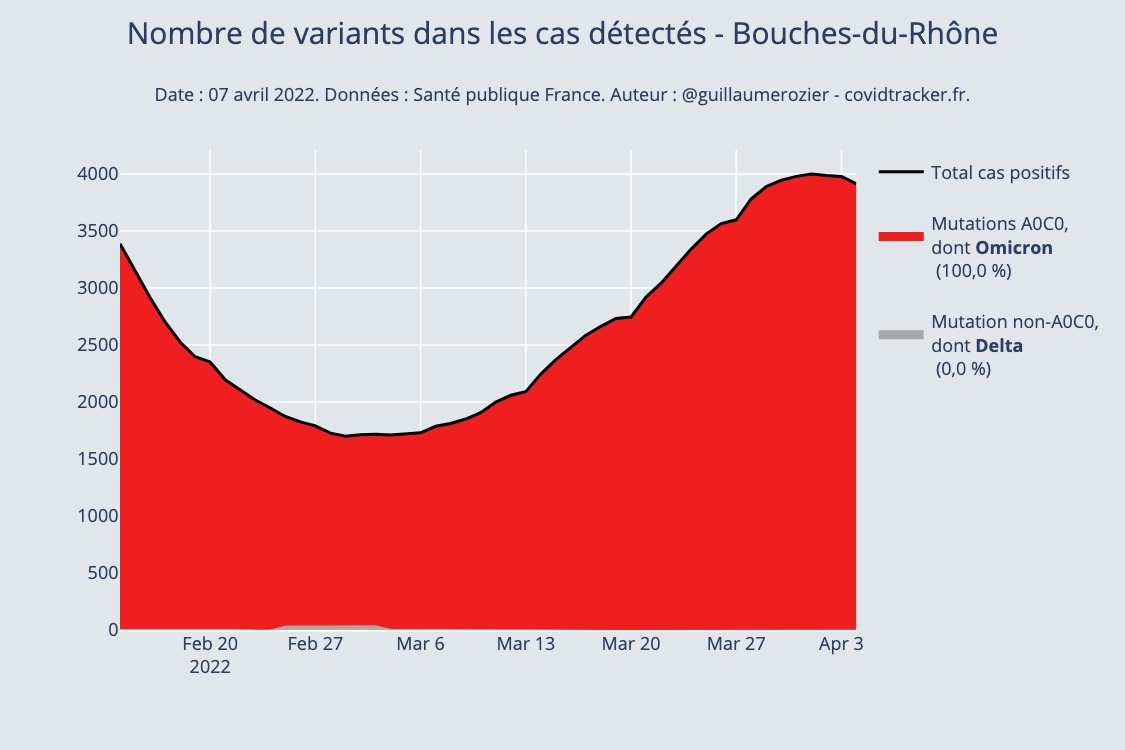 Nombre de variants dans les cas détectés - Bouches-du-Rhône
Date : 07 avril 2022. Données : Santé publique France. Auteur : @guillaumerozier - covidtracker.fr.
4000
3500
3000
2500
2000
1500
1000
500
0
Feb 20
2022
Feb 27
Mar 6
Mar 13
Mar 20
Mar 27
Apr 3
Total cas positifs
Mutations A0C0,
dont Omicron
(100,0 %)
Mutation non-A0C0,
dont Delta
(0,0 %)